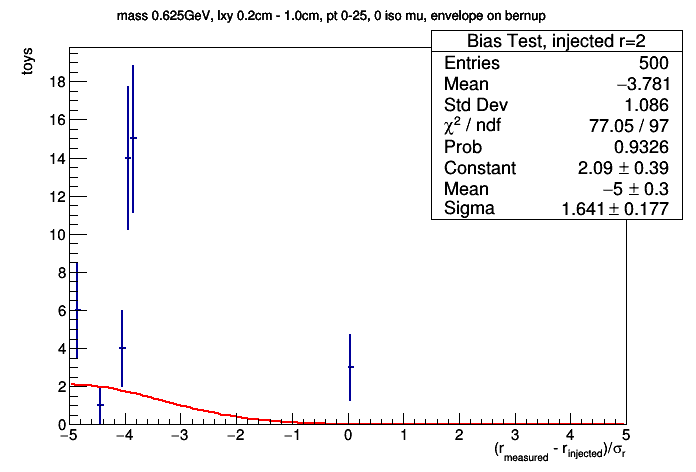 mass 0.625GeV, lxy 0.2cm - 1.0cm, pt 0-25, 0 iso mu, envelope on bernup
Bias Test, injected r=2
Entries 500
Mean −3.781
Std Dev 1.086
χ² / ndf 77.05 / 97
Prob 0.9326
Constant 2.09 ± 0.39
Mean −5 ± 0.3
Sigma 1.641 ± 0.177
toys
18
16
14
12
10
8
6
4
2
0
−5 −4 −3 −2 −1 0 1 2 3 4 5
(r_measured - r_injected)/σ_r